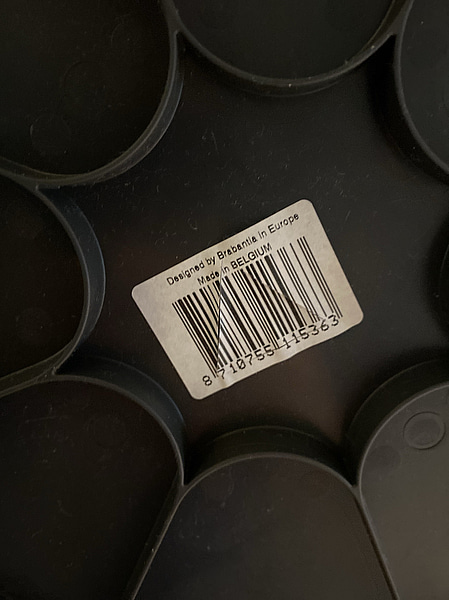 Designed by Brabantia in Europe
Made in BELGIUM
8 710755 115363